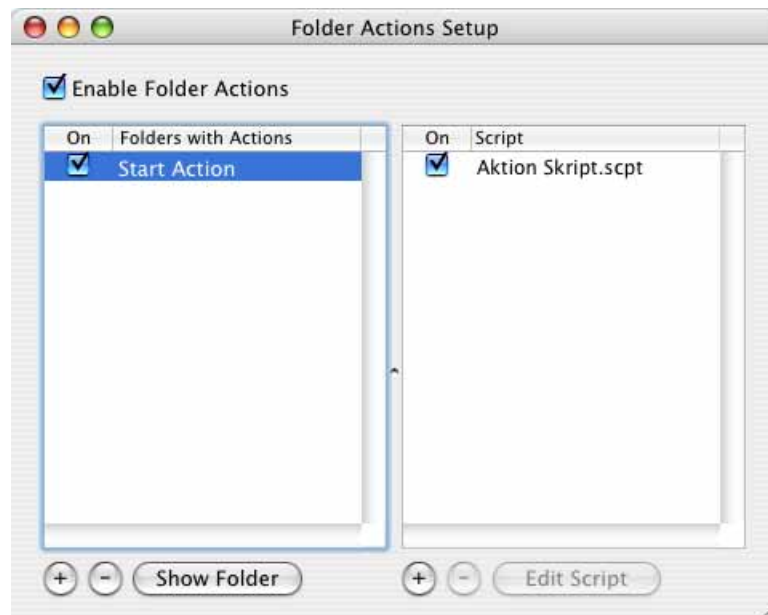 Folder Actions Setup
Enable Folder Actions
On Folders with Actions
Start Action
On Script
Aktion Skript.scpt
+ - Show Folder
+ - Edit Script